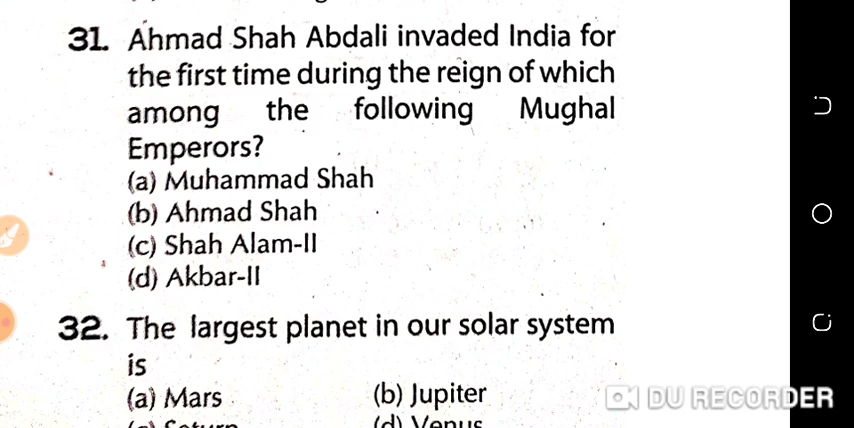 31. Ahmad Shah Abdali invaded India for
the first time during the reign of which
among the following Mughal
Emperors?
(a) Muhammad Shah
(b) Ahmad Shah
(c) Shah Alam-II
(d) Akbar-II
32. The largest planet in our solar system
is
(a) Mars (b) Jupiter
(d) Venus
DU RECORDER